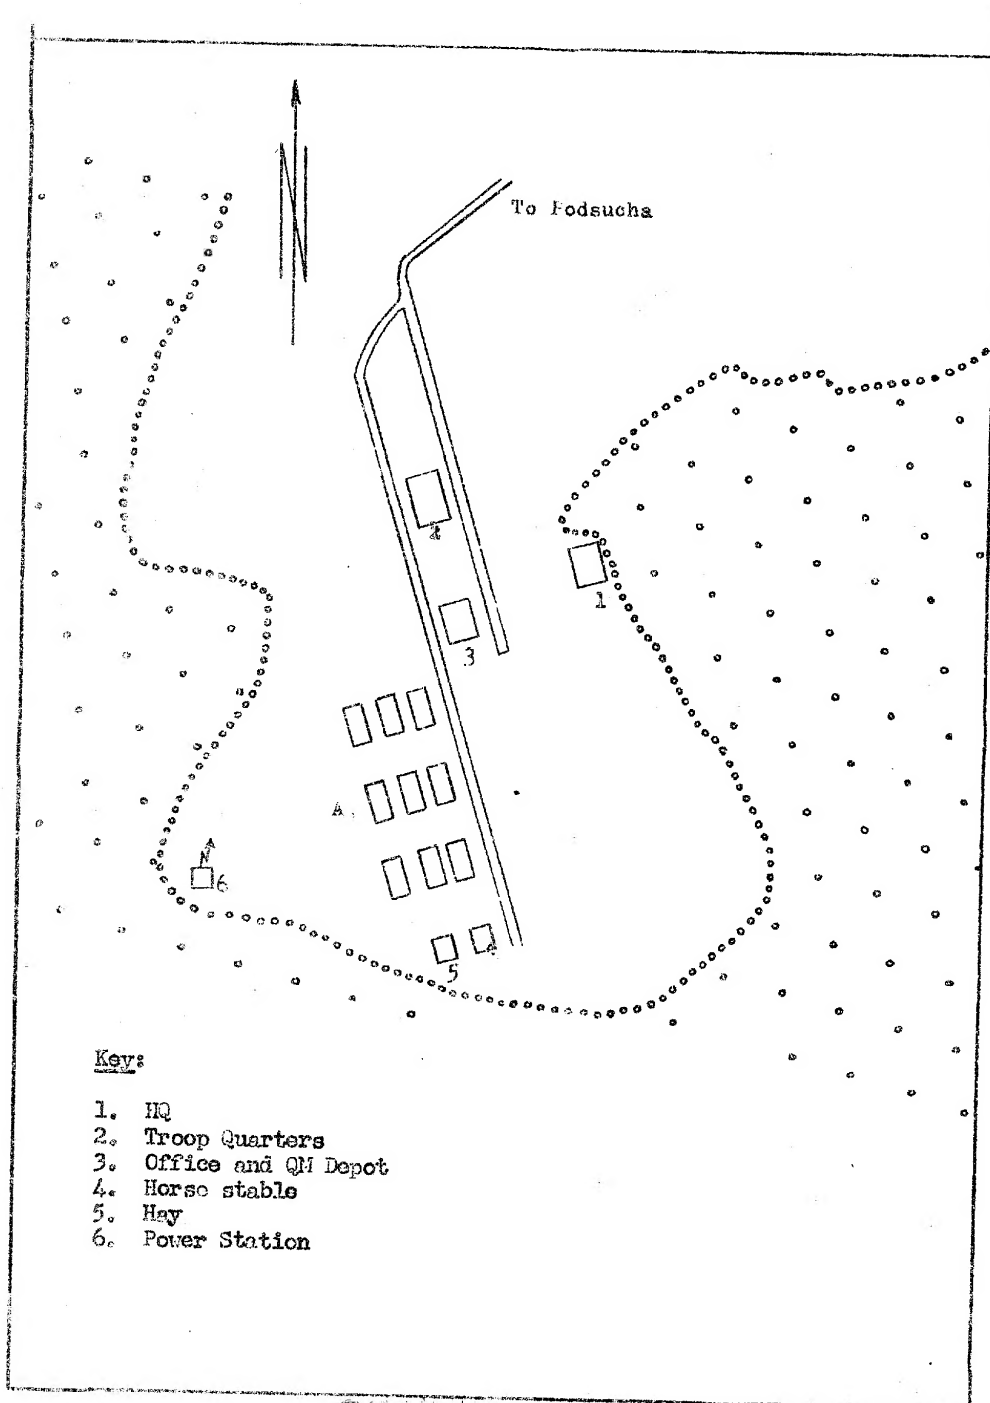 N
To Podsucha
2
1
3
A.
6
4
5
Key:
1. HQ
2. Troop Quarters
3. Office and QM Depot
4. Horse stable
5. Hay
6. Power Station